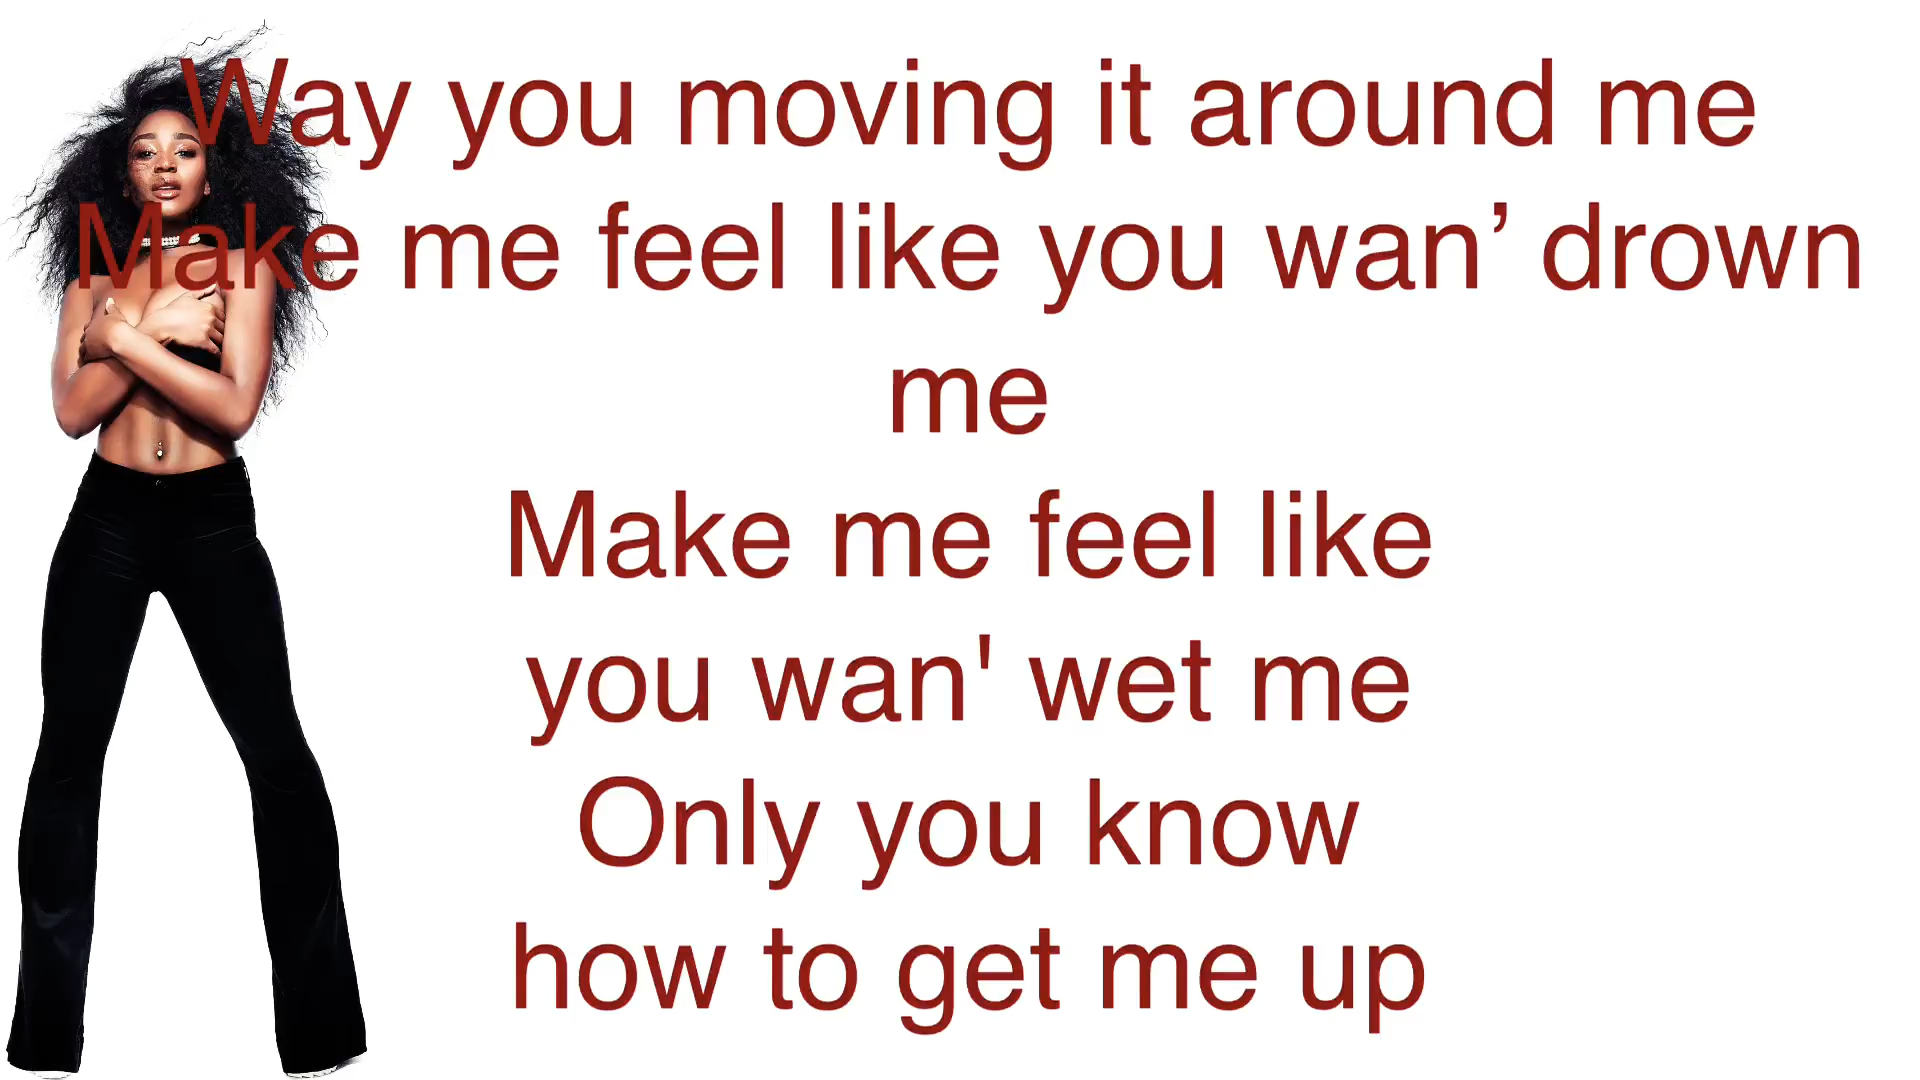 Way you moving it around me
Make me feel like you wan’ drown
me
Make me feel like
you wan' wet me
Only you know
how to get me up